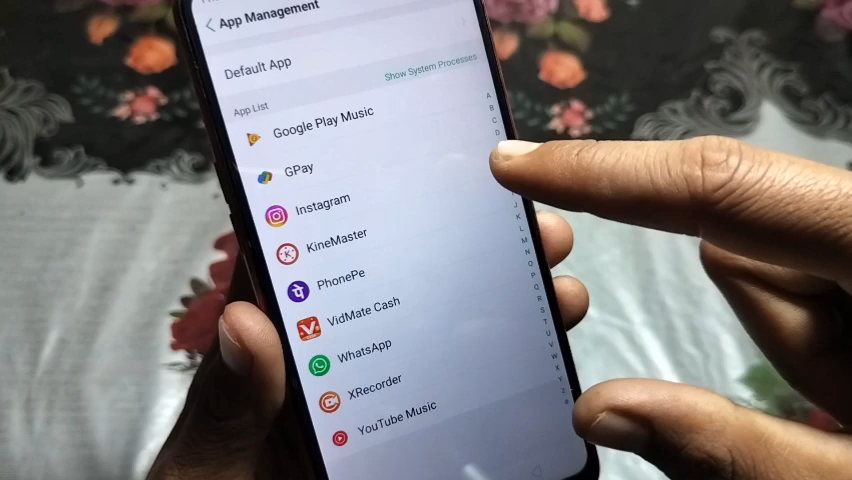 App Management
Default App
Show System Processes
App List
Google Play Music
GPay
Instagram
KineMaster
PhonePe
VidMate Cash
WhatsApp
XRecorder
YouTube Music
A
B
C
D
J
K
L
M
N
O
P
Q
R
S
T
U
V
W
X
Y
Z
#